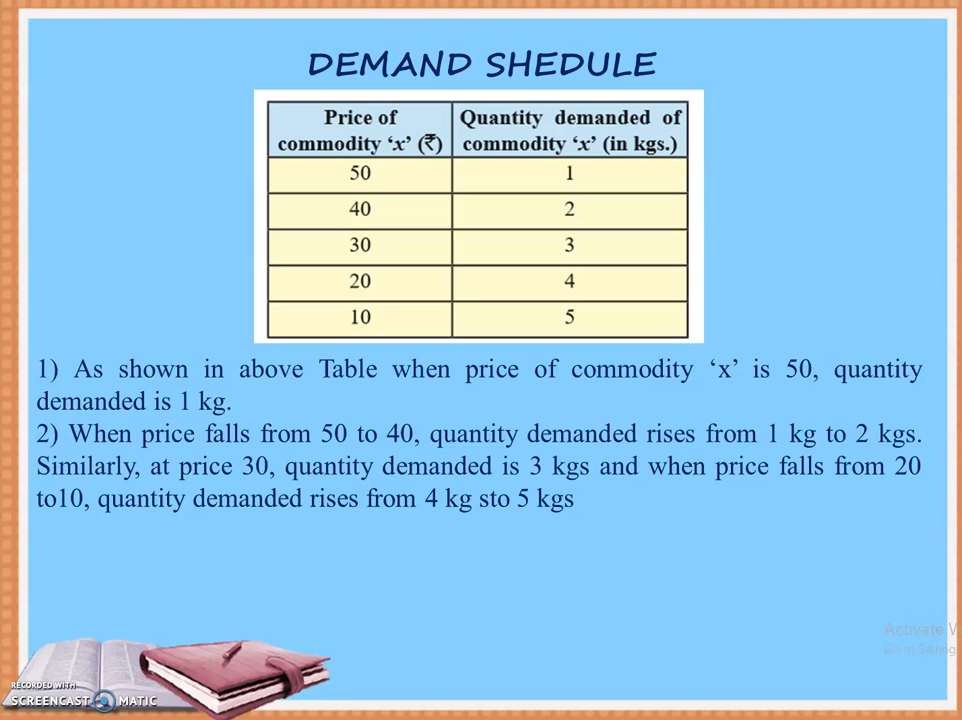 DEMAND SHEDULE
Price of commodity ‘x’ (₹) Quantity demanded of commodity ‘x’ (in kgs.)
50 1
40 2
30 3
20 4
10 5
1) As shown in above Table when price of commodity ‘x’ is 50, quantity
demanded is 1 kg.
2) When price falls from 50 to 40, quantity demanded rises from 1 kg to 2 kgs.
Similarly, at price 30, quantity demanded is 3 kgs and when price falls from 20
to10, quantity demanded rises from 4 kg sto 5 kgs
Activate W
Go to Setting
RECORDED WITH
SCREENCAST MATIC